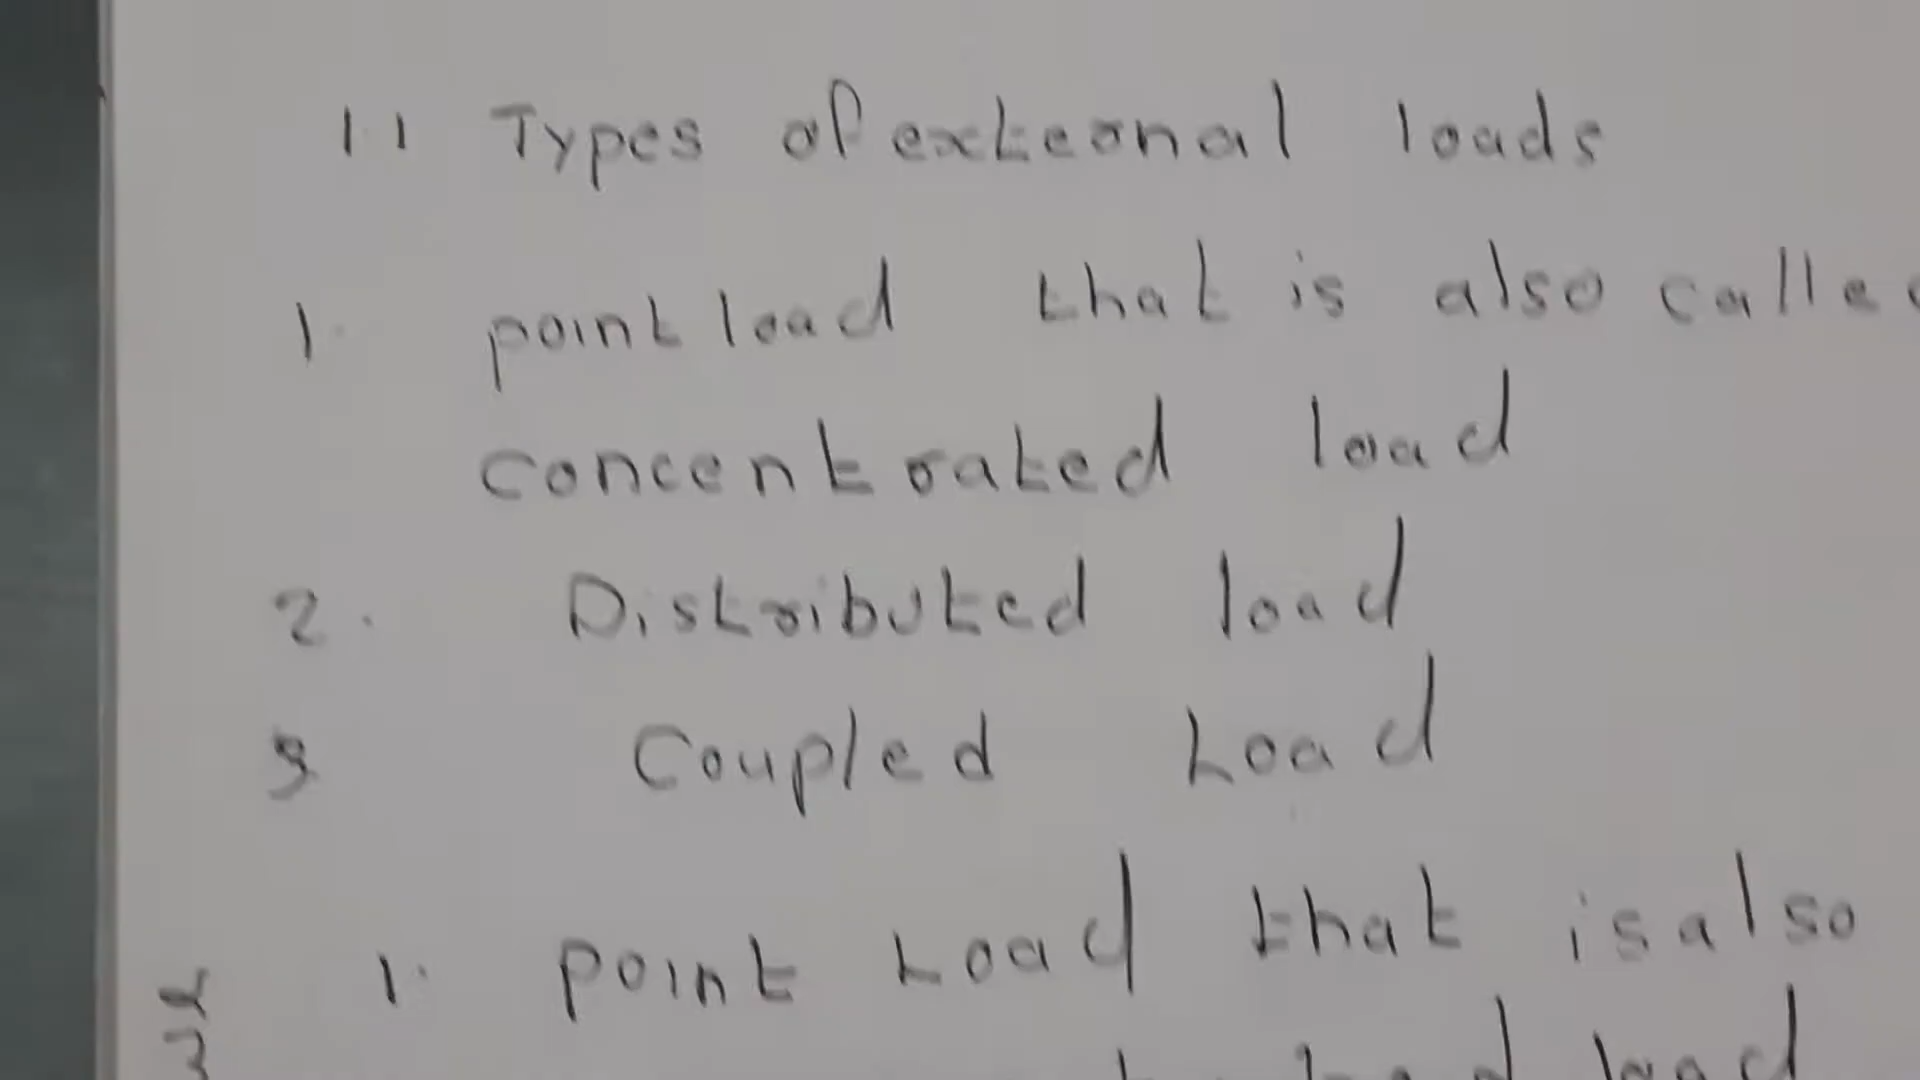 1.1 Types of external loads
1. point load that is also called
concentrated load
2. Distributed load
3 Coupled Load
1. Point Load that is also
load